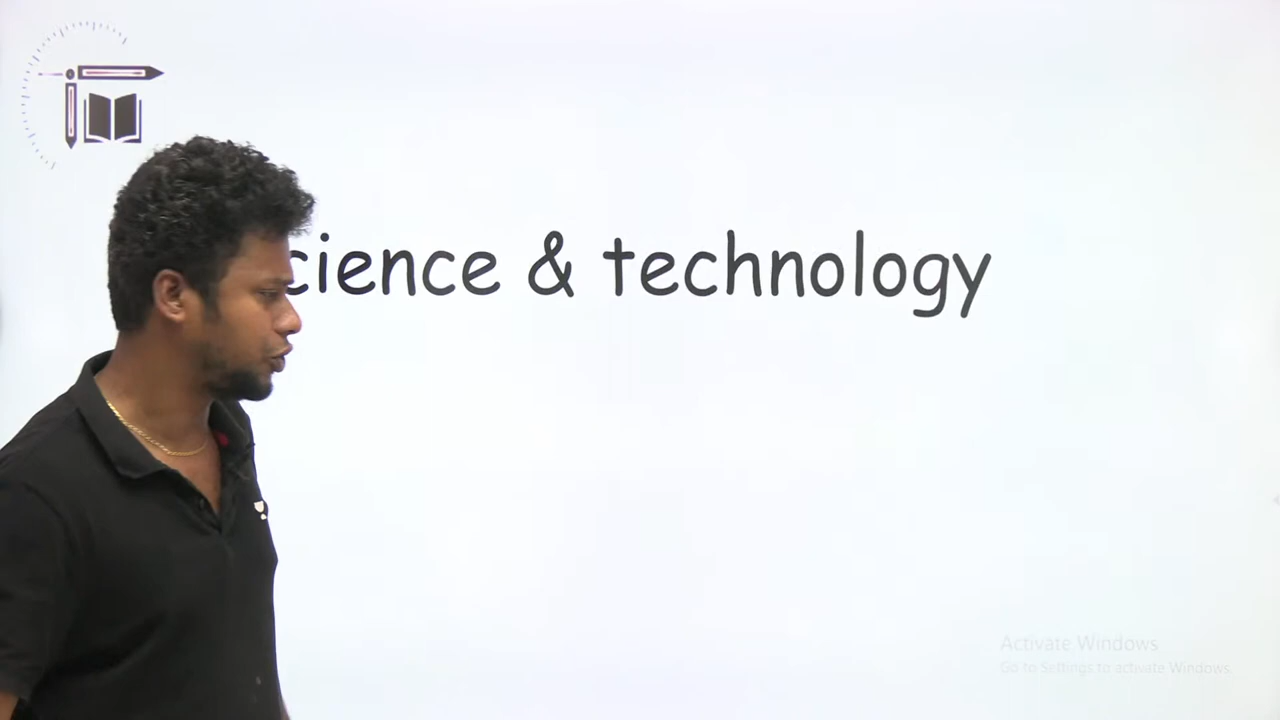 cience & technology
Activate Windows
Go to Settings to activate Windows.